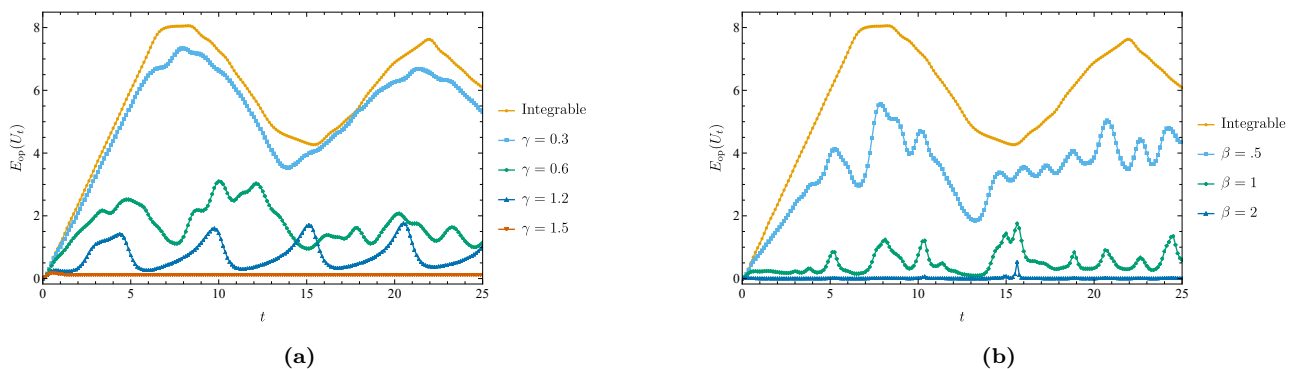 8
6
4
2
0
E_op(U_t)
0
5
10
15
20
25
t
Integrable
γ = 0.3
γ = 0.6
γ = 1.2
γ = 1.5
(a)
8
6
4
2
0
E_op(U_t)
0
5
10
15
20
25
t
Integrable
β = .5
β = 1
β = 2
(b)